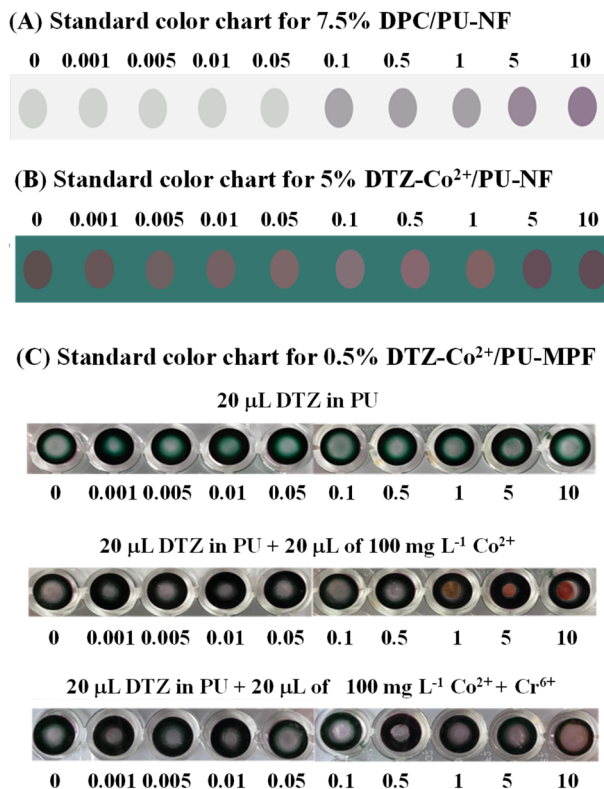 (A) Standard color chart for 7.5% DPC/PU-NF
0 0.001 0.005 0.01 0.05 0.1 0.5 1 5 10
(B) Standard color chart for 5% DTZ-Co²⁺/PU-NF
0 0.001 0.005 0.01 0.05 0.1 0.5 1 5 10
(C) Standard color chart for 0.5% DTZ-Co²⁺/PU-MPF
20 μL DTZ in PU
0 0.001 0.005 0.01 0.05 0.1 0.5 1 5 10
20 μL DTZ in PU + 20 μL of 100 mg L⁻¹ Co²⁺
0 0.001 0.005 0.01 0.05 0.1 0.5 1 5 10
20 μL DTZ in PU + 20 μL of 100 mg L⁻¹ Co²⁺ + Cr⁶⁺
0 0.001 0.005 0.01 0.05 0.1 0.5 1 5 10